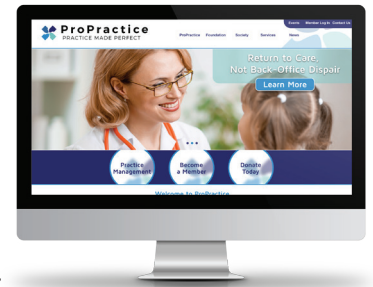 Events Member Log In Contact Us
ProPractice
PRACTICE MADE PERFECT
ProPractice Foundation Society Services News
Return to Care,
Not Back-Office Dispair
Learn More
Practice
Management
Become
a Member
Donate
Today
Welcome to ProPractice